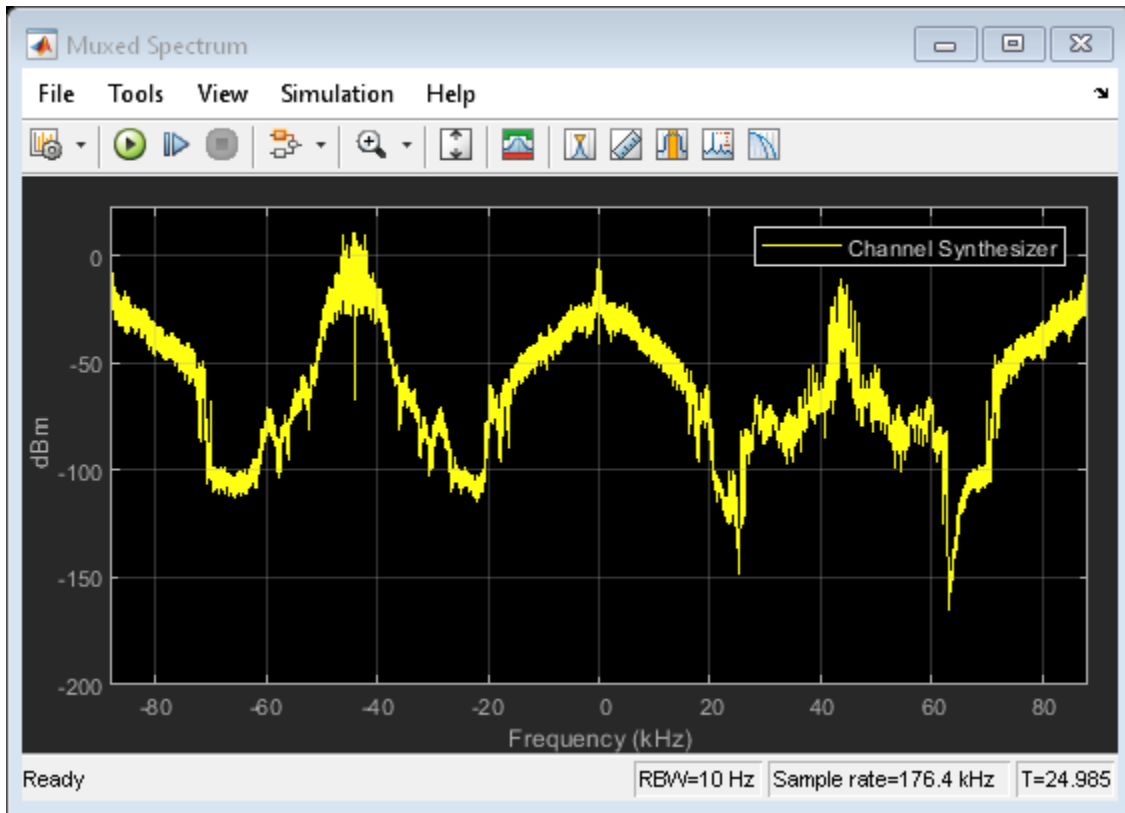 Muxed Spectrum
File Tools View Simulation Help
Channel Synthesizer
0
-50
-100
-150
-200
dBm
-80 -60 -40 -20 0 20 40 60 80
Frequency (kHz)
Ready RBW=10 Hz Sample rate=176.4 kHz T=24.985